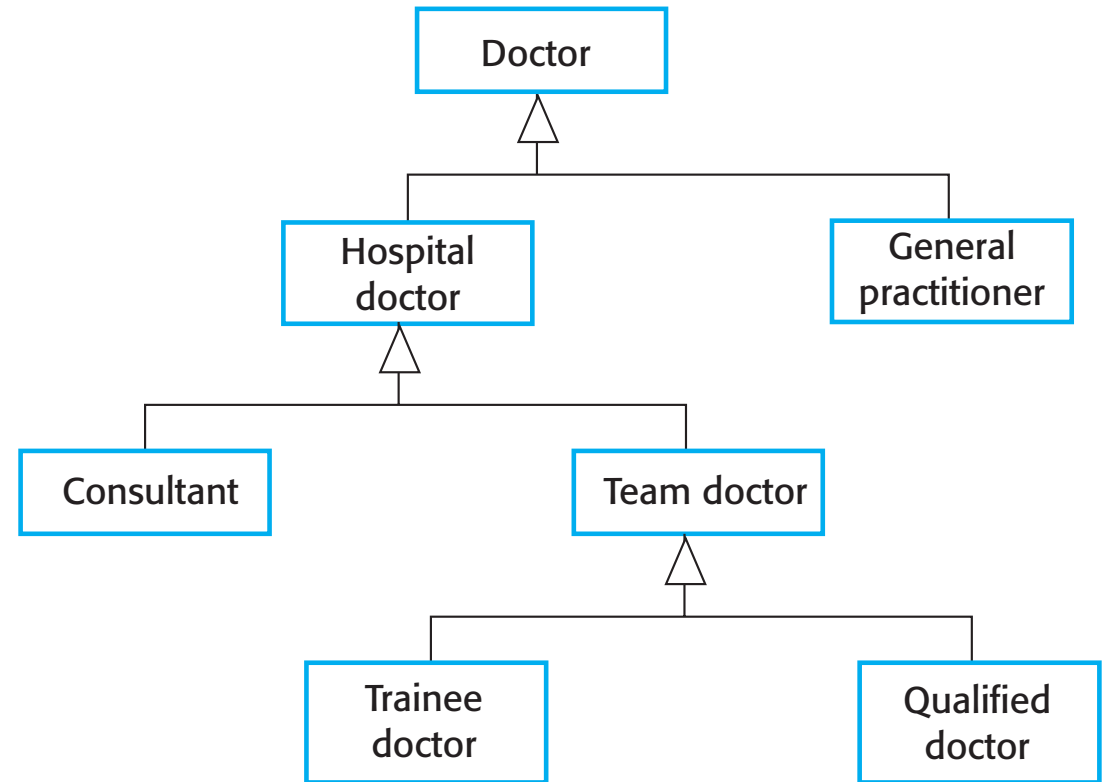 Doctor
Hospital
doctor
General
practitioner
Consultant
Team doctor
Trainee
doctor
Qualified
doctor